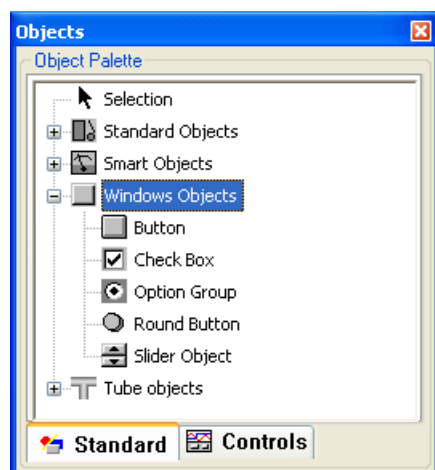 Objects
Object Palette
Selection
Standard Objects
Smart Objects
Windows Objects
Button
Check Box
Option Group
Round Button
Slider Object
Tube objects
Standard Controls